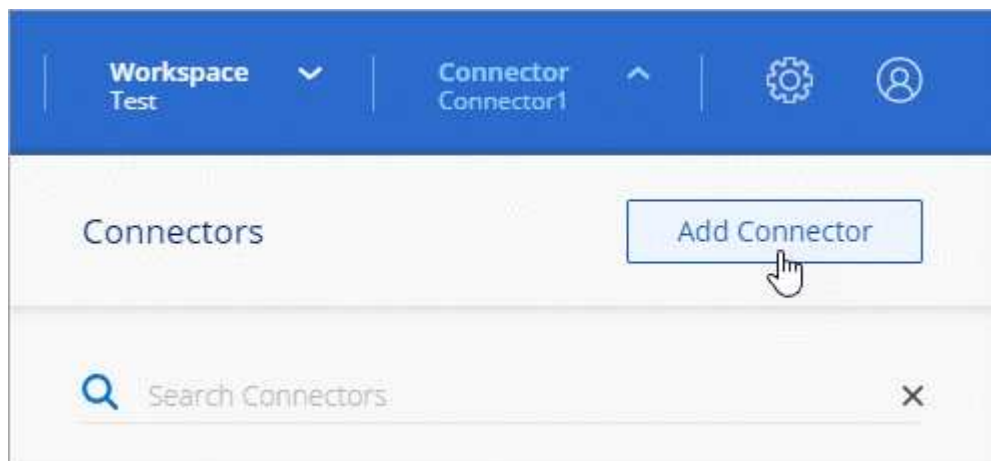 Workspace
Test
Connector
Connector1
Connectors
Add Connector
Search Connectors